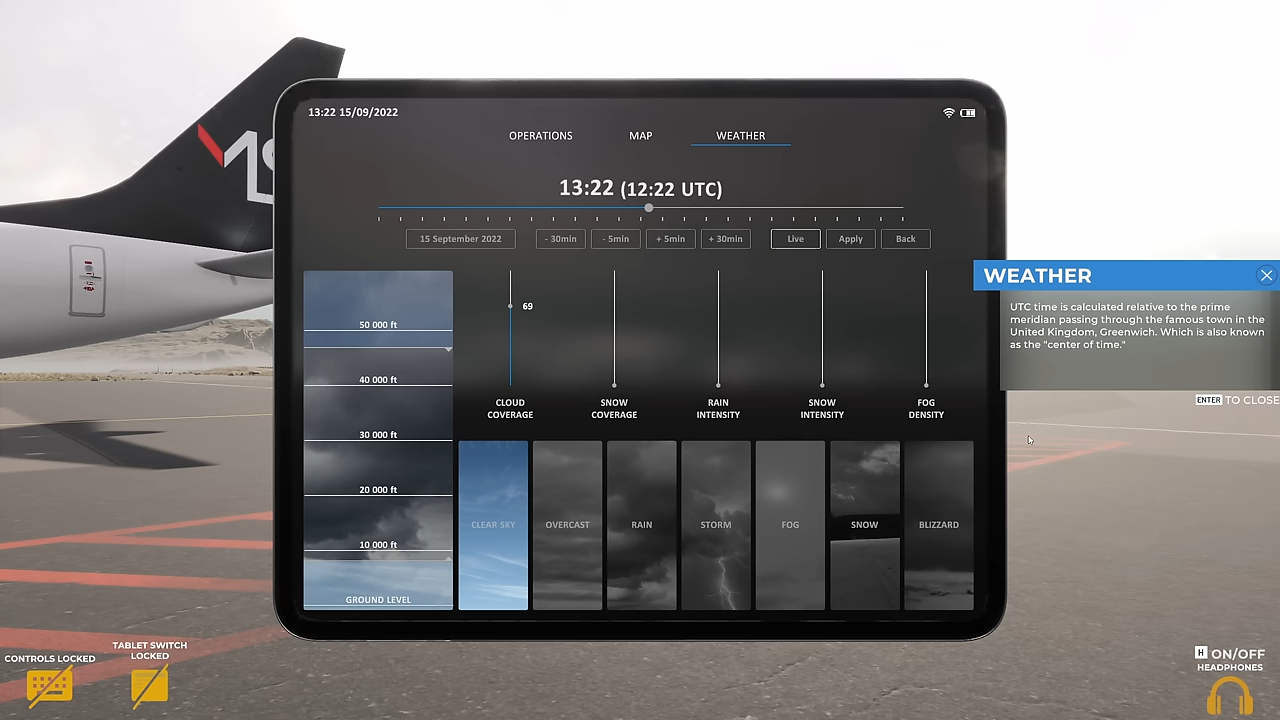 13:22 15/09/2022
OPERATIONS
MAP
WEATHER
13:22 (12:22 UTC)
15 September 2022
- 30min
- 5min
+ 5min
+ 30min
Live
Apply
Back
50 000 ft
40 000 ft
30 000 ft
20 000 ft
10 000 ft
GROUND LEVEL
69
CLOUD
COVERAGE
SNOW
COVERAGE
RAIN
INTENSITY
SNOW
INTENSITY
FOG
DENSITY
CLEAR SKY
OVERCAST
RAIN
STORM
FOG
SNOW
BLIZZARD
WEATHER
UTC time is calculated relative to the prime
meridian passing through the famous town in the
United Kingdom, Greenwich. Which is also known
as the "center of time."
ENTER TO CLOSE
CONTROLS LOCKED
TABLET SWITCH
LOCKED
H ON/OFF
HEADPHONES